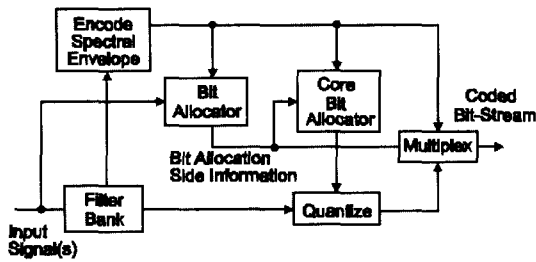 Encode
Spectral
Envelope
Bit
Allocator
Core
Bit
Allocator
Coded
Bit-Stream
Bit Allocation
Side Information
Multiplex
Filter
Bank
Quantize
Input
Signal(s)